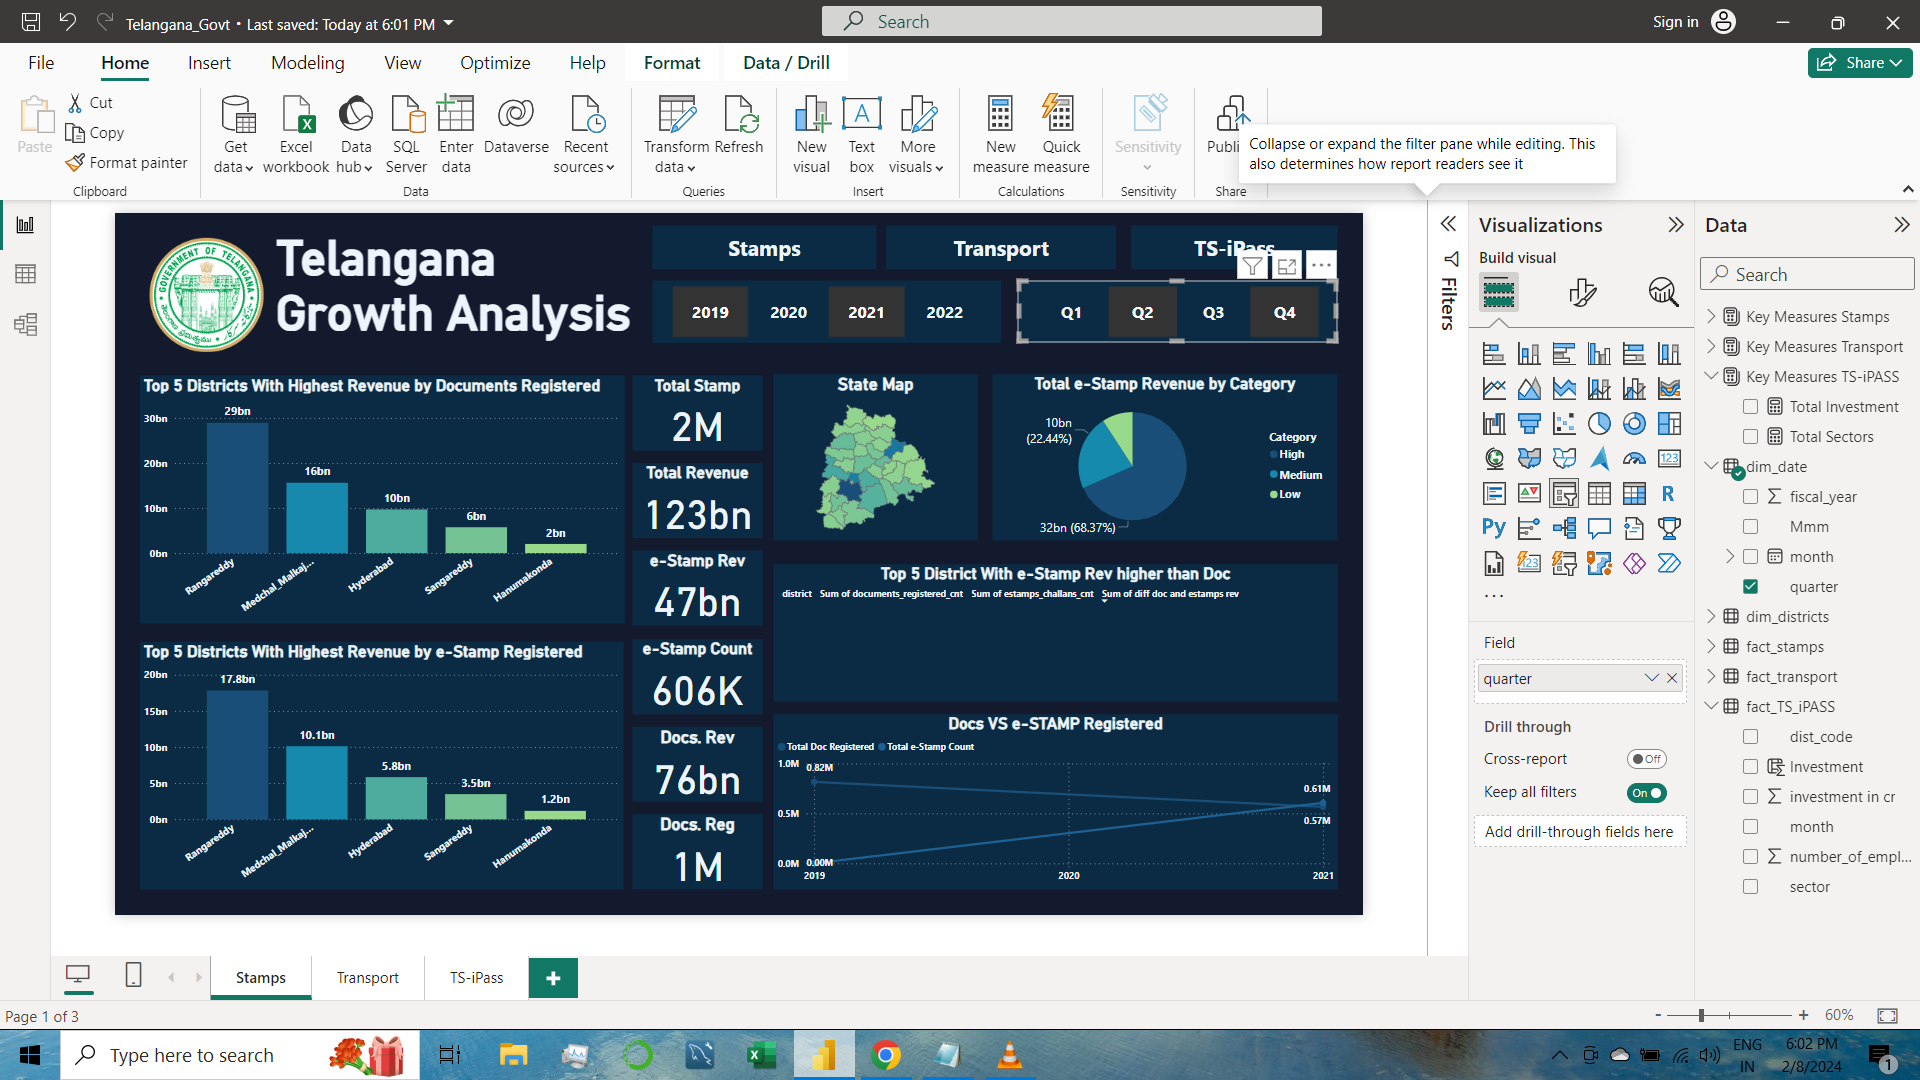 Telangana_Govt • Last saved: Today at 6:01 PM
Search
Sign in
File
Home
Insert
Modeling
View
Optimize
Help
Format
Data / Drill
Share
Paste
Cut
Copy
Format painter
Clipboard
Get data
Excel workbook
Data hub
SQL Server
Enter data
Dataverse
Recent sources
Data
Transform data
Refresh
Queries
New visual
Text box
More visuals
Insert
New measure
Quick measure
Calculations
Sensitivity
Sensitivity
Publi
Share
Collapse or expand the filter pane while editing. This
also determines how report readers see it
GOVERNMENT OF TELANGANA
Telangana
Growth Analysis
Stamps
Transport
TS-iPass
2019
2020
2021
2022
Q1
Q2
Q3
Q4
Top 5 Districts With Highest Revenue by Documents Registered
30bn
20bn
10bn
0bn
29bn
16bn
10bn
6bn
2bn
Rangareddy
Medchal_Malkaj...
Hyderabad
Sangareddy
Hanumakonda
Top 5 Districts With Highest Revenue by e-Stamp Registered
20bn
15bn
10bn
5bn
0bn
17.8bn
10.1bn
5.8bn
3.5bn
1.2bn
Rangareddy
Medchal_Malkaj...
Hyderabad
Sangareddy
Hanumakonda
Total Stamp
2M
Total Revenue
123bn
e-Stamp Rev
47bn
e-Stamp Count
606K
Docs. Rev
76bn
Docs. Reg
1M
State Map
Total e-Stamp Revenue by Category
10bn
(22.44%)
32bn (68.37%)
Category
High
Medium
Low
Top 5 District With e-Stamp Rev higher than Doc
district Sum of documents_registered_cnt Sum of estamps_challans_cnt Sum of diff doc and estamps rev
Docs VS e-STAMP Registered
Total Doc Registered Total e-Stamp Count
1.0M
0.5M
0.0M
0.82M
0.00M
0.61M
0.57M
2019
2020
2021
Filters
Visualizations
Build visual
123
R
Py
123
...
Field
quarter
Drill through
Cross-report
Off
Keep all filters
On
Add drill-through fields here
Data
Search
Key Measures Stamps
Key Measures Transport
Key Measures TS-iPASS
Total Investment
Total Sectors
dim_date
fiscal_year
Mmm
month
quarter
dim_districts
fact_stamps
fact_transport
fact_TS_iPASS
dist_code
Investment
investment in cr
month
number_of_empl...
sector
Stamps
Transport
TS-iPass
Page 1 of 3
- + 60%
Type here to search
ENG
IN
6:02 PM
2/8/2024
1